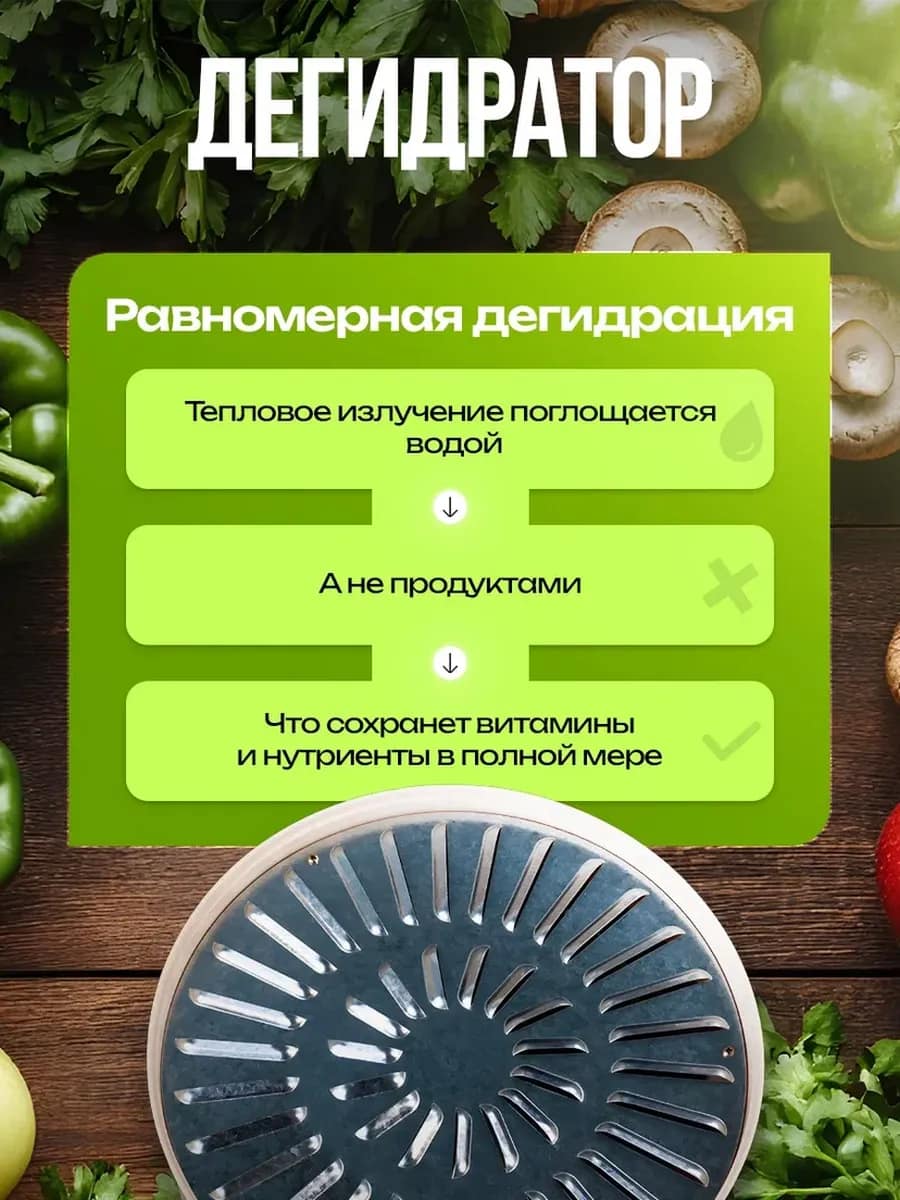 ДЕГИДРАТОР
Равномерная дегидрация
Тепловое излучение поглощается
водой
А не продуктами
Что сохранет витамины
и нутриенты в полной мере